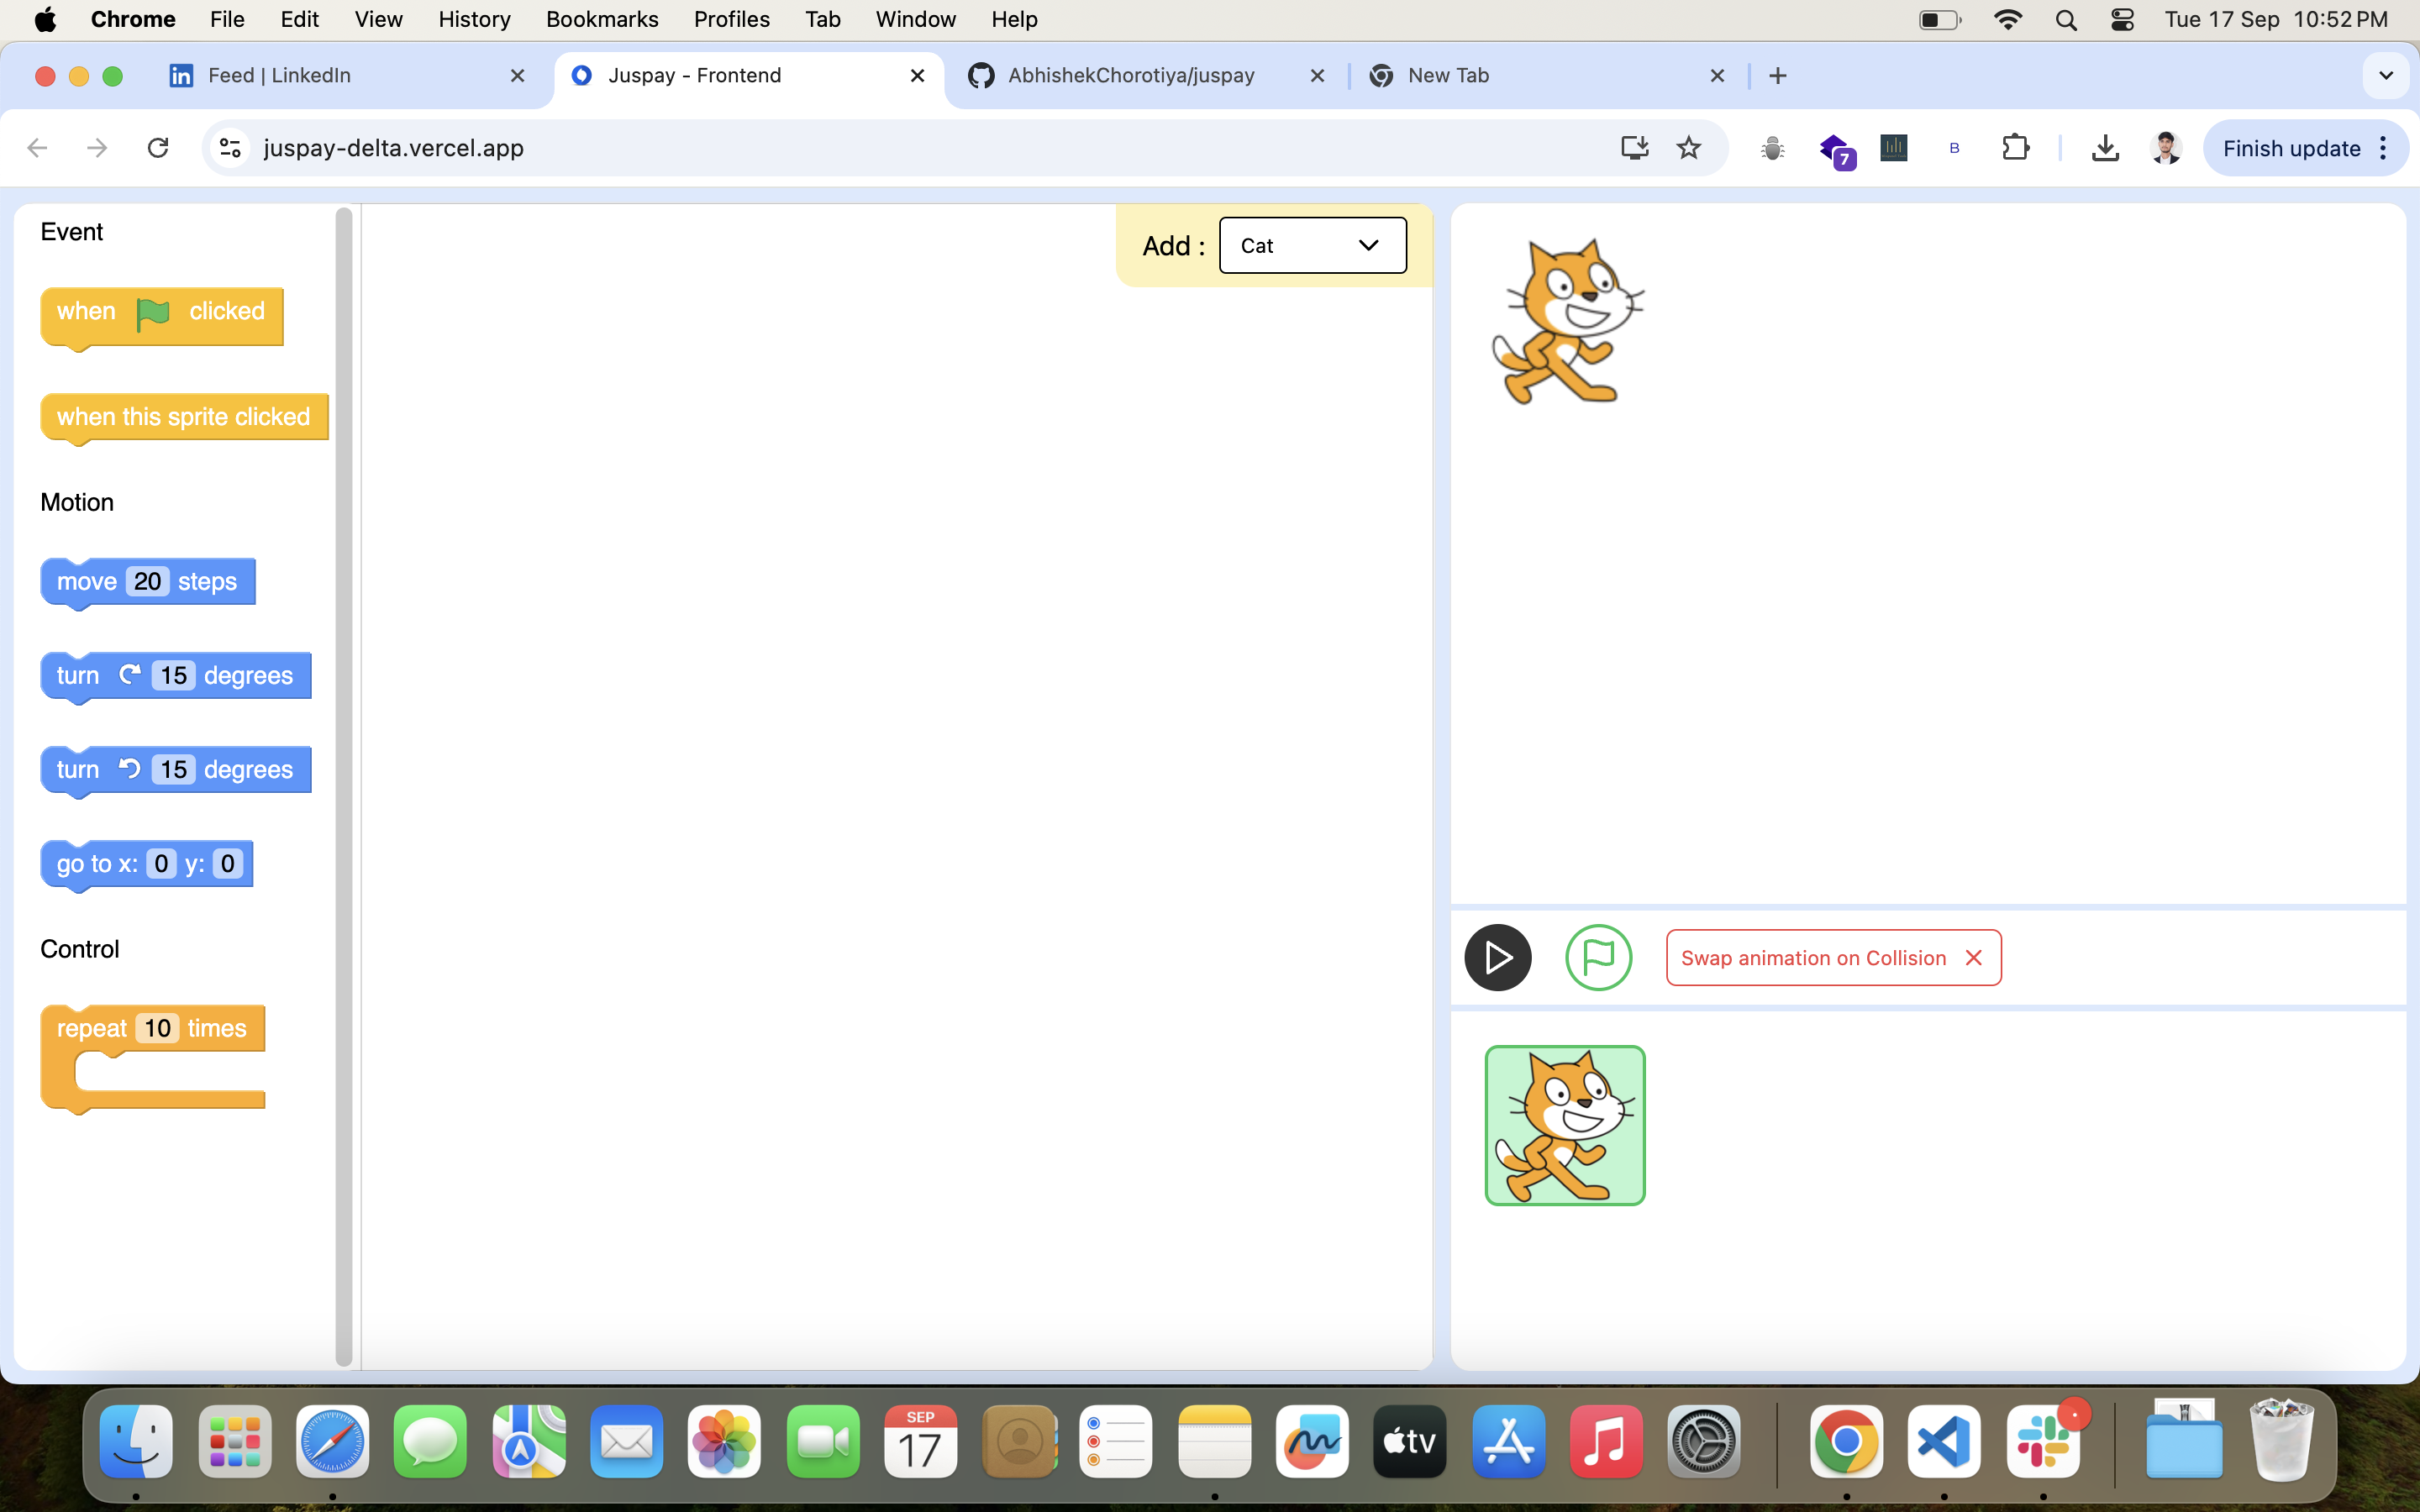 Chrome File Edit View History Bookmarks Profiles Tab Window Help Tue 17 Sep 10:52 PM
in Feed | LinkedIn Juspay - Frontend AbhishekChorotiya/juspay New Tab
juspay-delta.vercel.app 7 B Finish update
Event
Add : Cat
when clicked
when this sprite clicked
Motion
move 20 steps
turn 15 degrees
turn 15 degrees
go to x: 0 y: 0
Control
Swap animation on Collision
repeat 10 times
SEP
17
tv